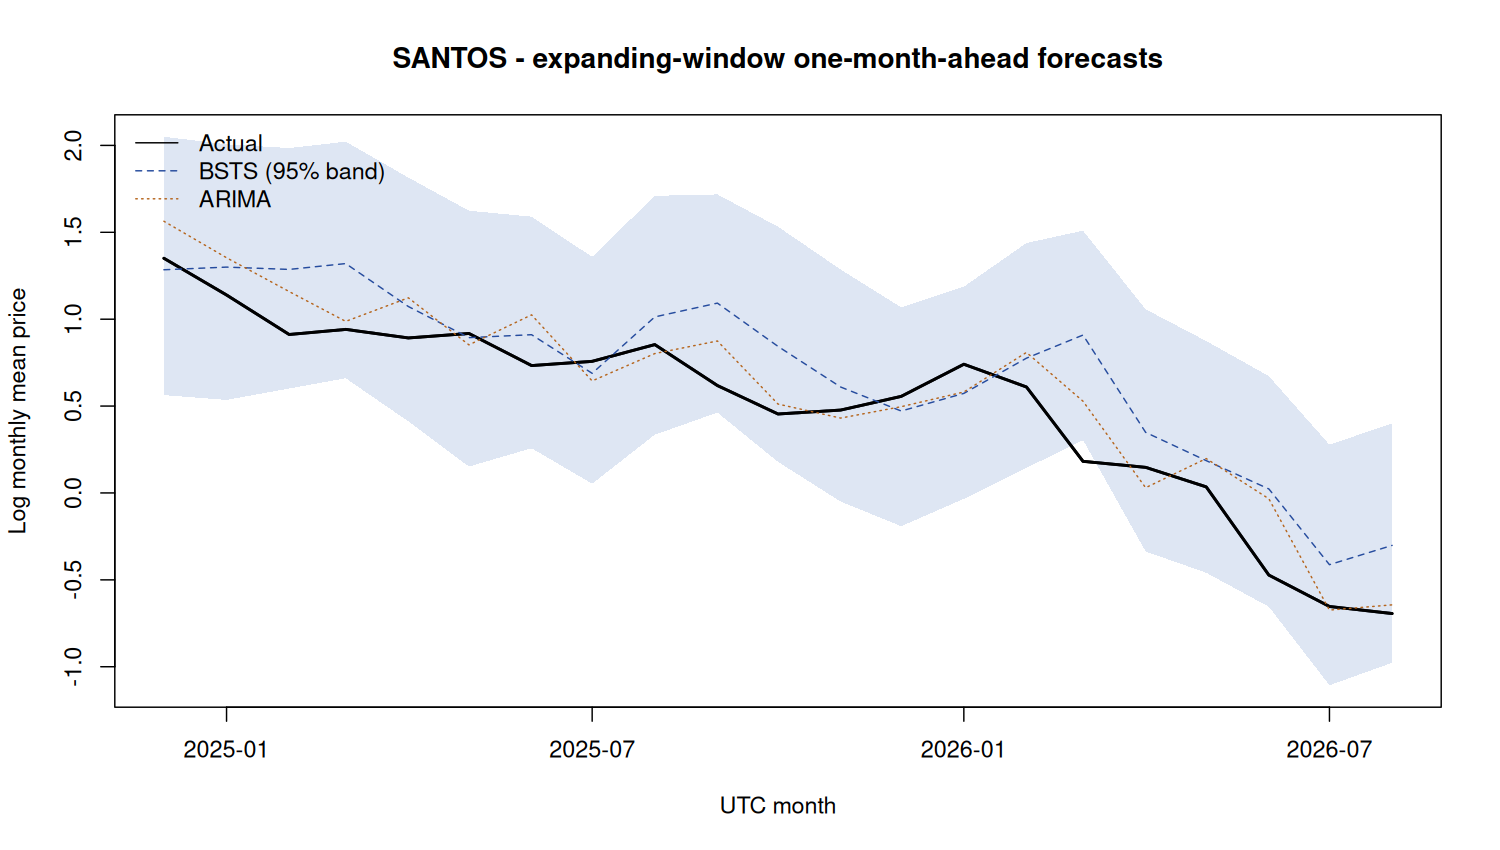 SANTOS - expanding-window one-month-ahead forecasts
Actual
BSTS (95% band)
ARIMA
Log monthly mean price
2.0
1.5
1.0
0.5
0.0
-0.5
-1.0
2025-01
2025-07
2026-01
2026-07
UTC month